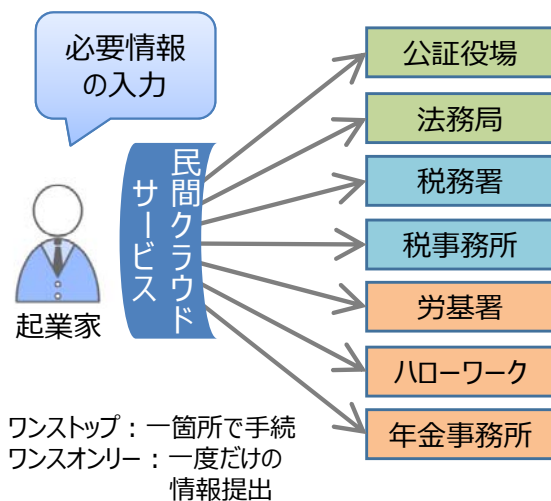 必要情報
の入力
公証役場
法務局
税務署
税事務所
労基署
ハローワーク
年金事務所
民間クラウド
サービス
起業家
ワンストップ：一箇所で手続
ワンスオンリー：一度だけの
情報提出